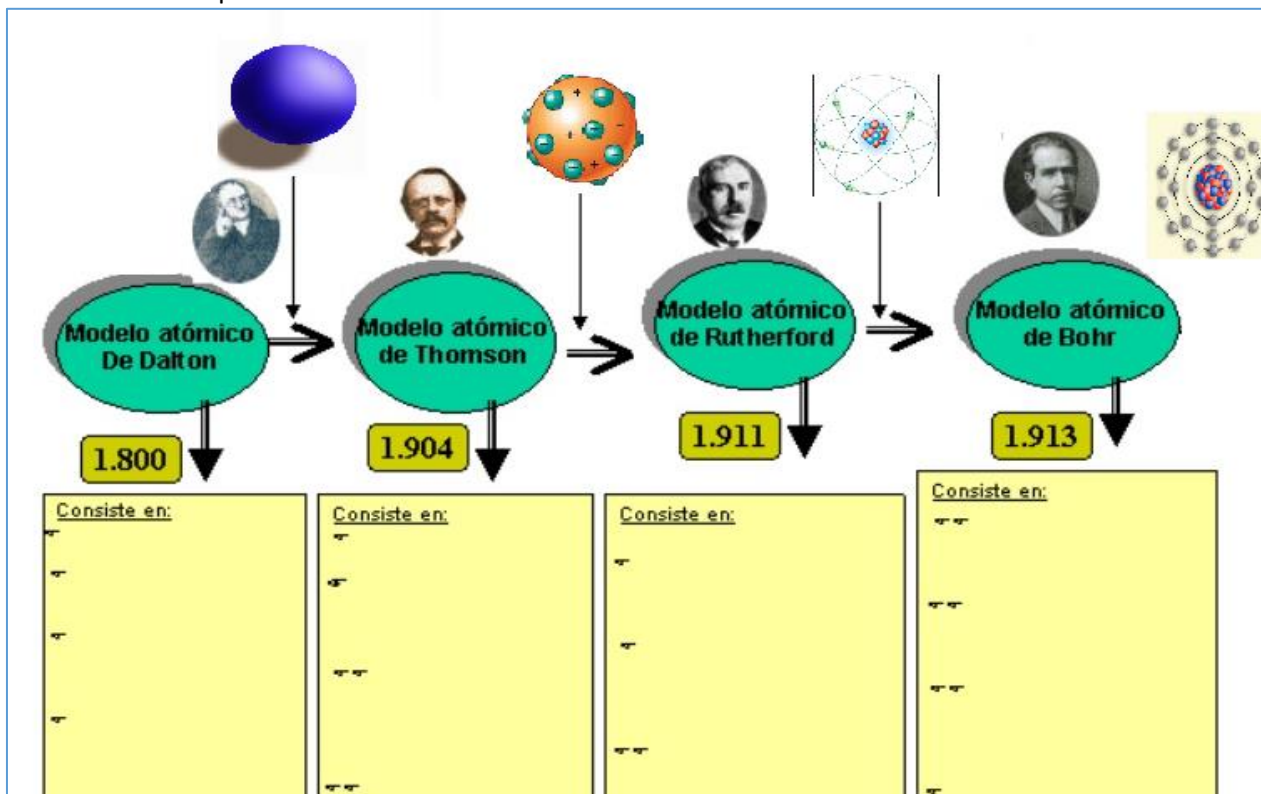 Modelo atómico
De Dalton
Modelo atómico
de Thomson
Modelo atómico
de Rutherford
Modelo atómico
de Bohr
1.800
1.904
1.911
1.913
Consiste en:
Consiste en:
Consiste en:
Consiste en: